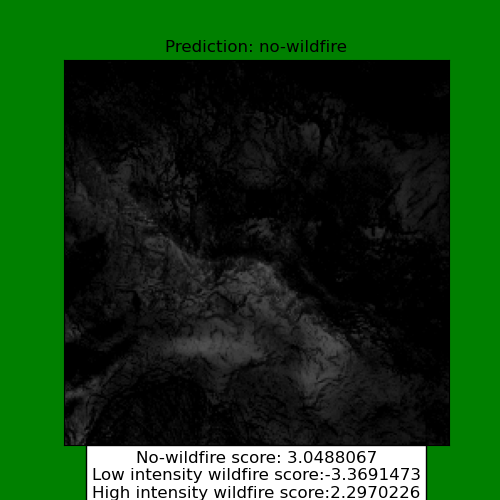 Prediction: no-wildfire
No-wildfire score: 3.0488067
Low intensity wildfire score:-3.3691473
High intensity wildfire score:2.2970226